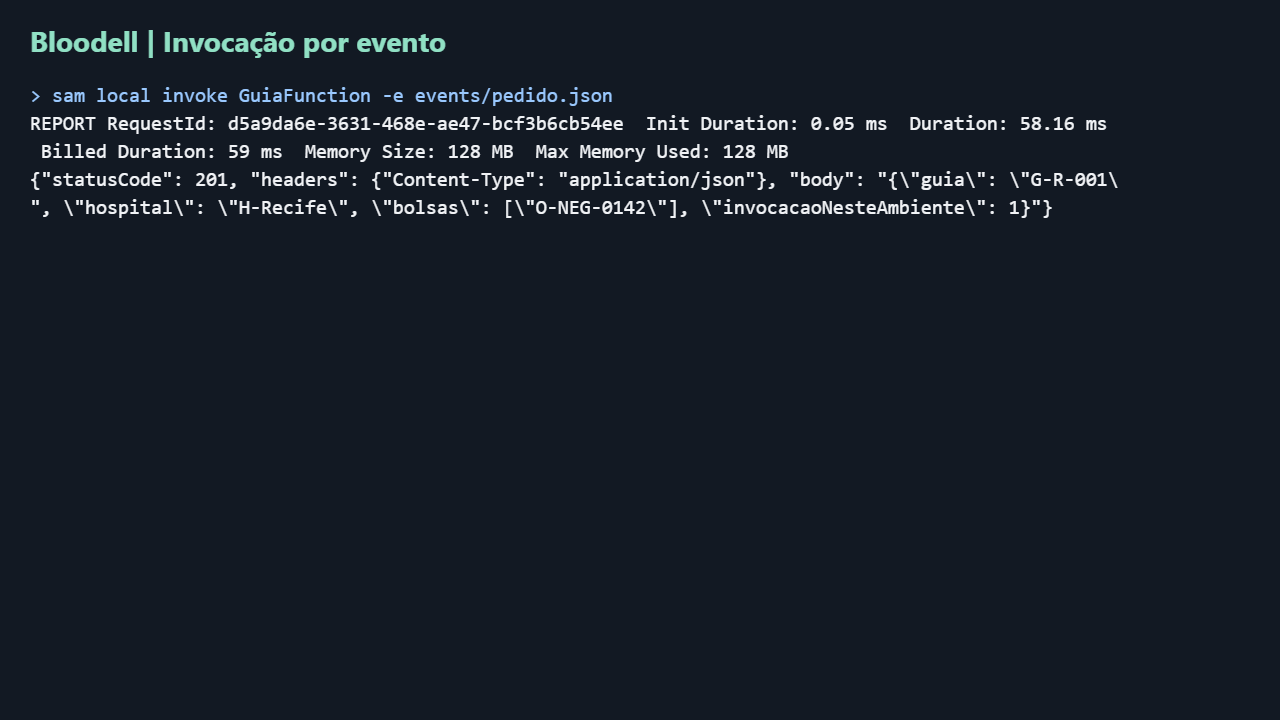 Bloodell | Invocação por evento
> sam local invoke GuiaFunction -e events/pedido.json
REPORT RequestId: d5a9da6e-3631-468e-ae47-bcf3b6cb54ee  Init Duration: 0.05 ms  Duration: 58.16 ms
 Billed Duration: 59 ms  Memory Size: 128 MB  Max Memory Used: 128 MB
{"statusCode": 201, "headers": {"Content-Type": "application/json"}, "body": "{\"guia\": \"G-R-001\
", \"hospital\": \"H-Recife\", \"bolsas\": [\"O-NEG-0142\"], \"invocacaoNesteAmbiente\": 1}"}